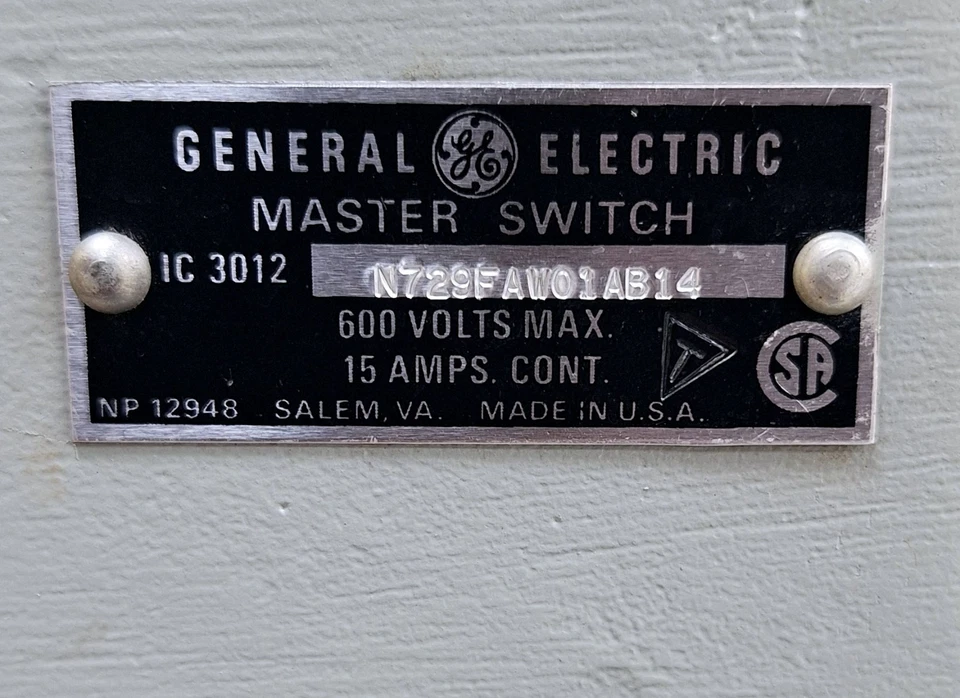 GENERAL GE ELECTRIC
MASTER SWITCH
IC 3012 N729FAW01AB14
600 VOLTS MAX.
15 AMPS. CONT.
T
CSA
NP 12948 SALEM, VA. MADE IN U.S.A.